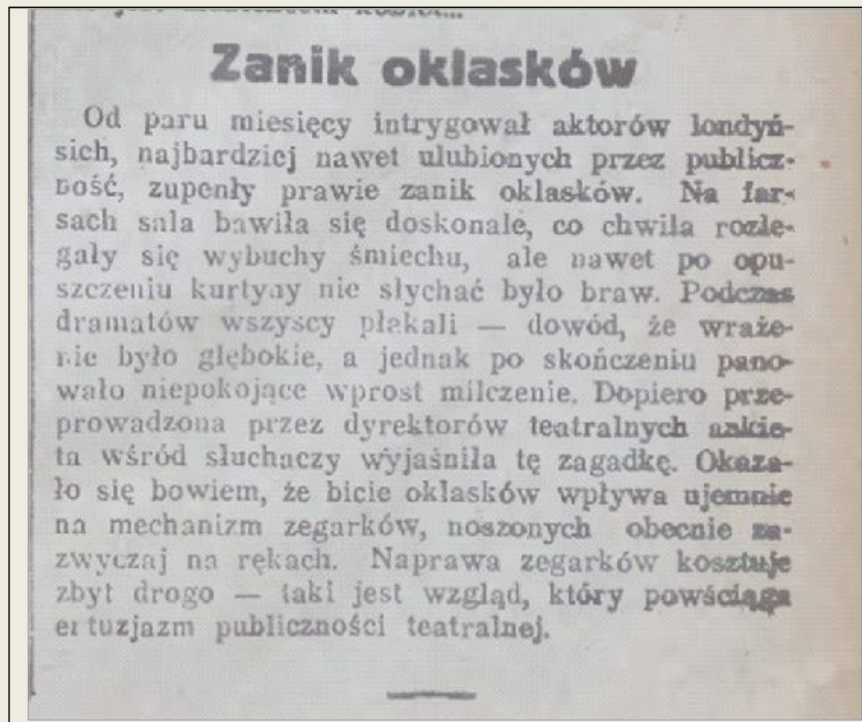 Zanik oklasków
Od paru miesięcy intrygował aktorów londyń-
sich, najbardziej nawet ulubionych przez publicz-
ność, zupenły prawie zanik oklasków. Na far-
sach sala bawiła się doskonale, co chwila rozle-
gały się wybuchy śmiechu, ale nawet po opu-
szczeniu kurtyny nie słychać było braw. Podczas
dramatów wszyscy płakali — dowód, że wraże-
nie było głębokie, a jednak po skończeniu pano-
wało niepokojące wprost milczenie. Dopiero prze-
prowadzona przez dyrektorów teatralnych ankie-
ta wśród słuchaczy wyjaśniła tę zagadkę. Okaza-
ło się bowiem, że bicie oklasków wpływa ujemnie
na mechanizm zegarków, noszonych obecnie za-
zwyczaj na rękach. Naprawa zegarków kosztuje
zbyt drogo — taki jest wzgląd, który powściąga
entuzjazm publiczności teatralnej.